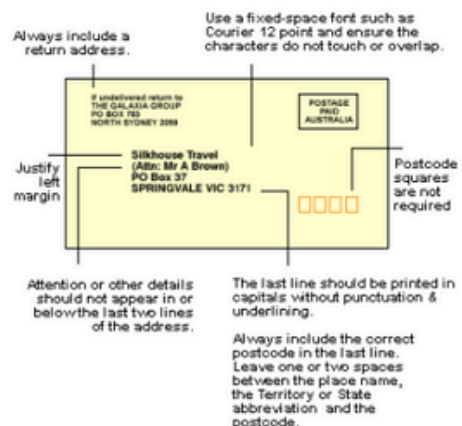 Always include a
return address.
Use a fixed-space font such as
Courier 12 point and ensure the
characters do not touch or overlap.
If undelivered return to
THE GALAXIA GROUP
PO BOX 783
NORTH SYDNEY 2059
POSTAGE
PAID
AUSTRALIA
Silkhouse Travel
(Attn: Mr A Brown)
PO Box 37
SPRINGVALE VIC 3171
Justify
left
margin
Postcode
squares
are not
required
Attention or other details
should not appear in or
below the last two lines
of the address.
The last line should be printed in
capitals without punctuation &
underlining.
Always include the correct
postcode in the last line.
Leave one or two spaces
between the place name,
the Territory or State
abbreviation and the
postcode.